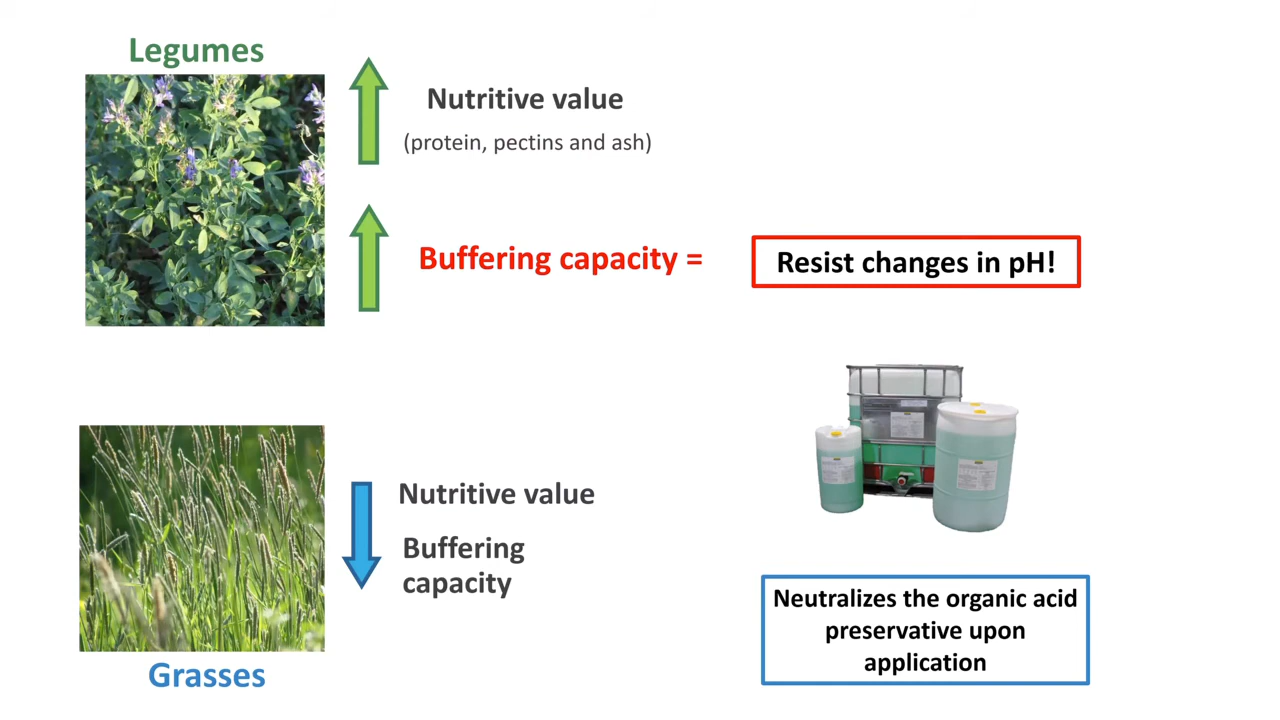 Legumes
Nutritive value
(protein, pectins and ash)
Buffering capacity =
Resist changes in pH!
Nutritive value
Buffering
capacity
Grasses
Neutralizes the organic acid
preservative upon
application